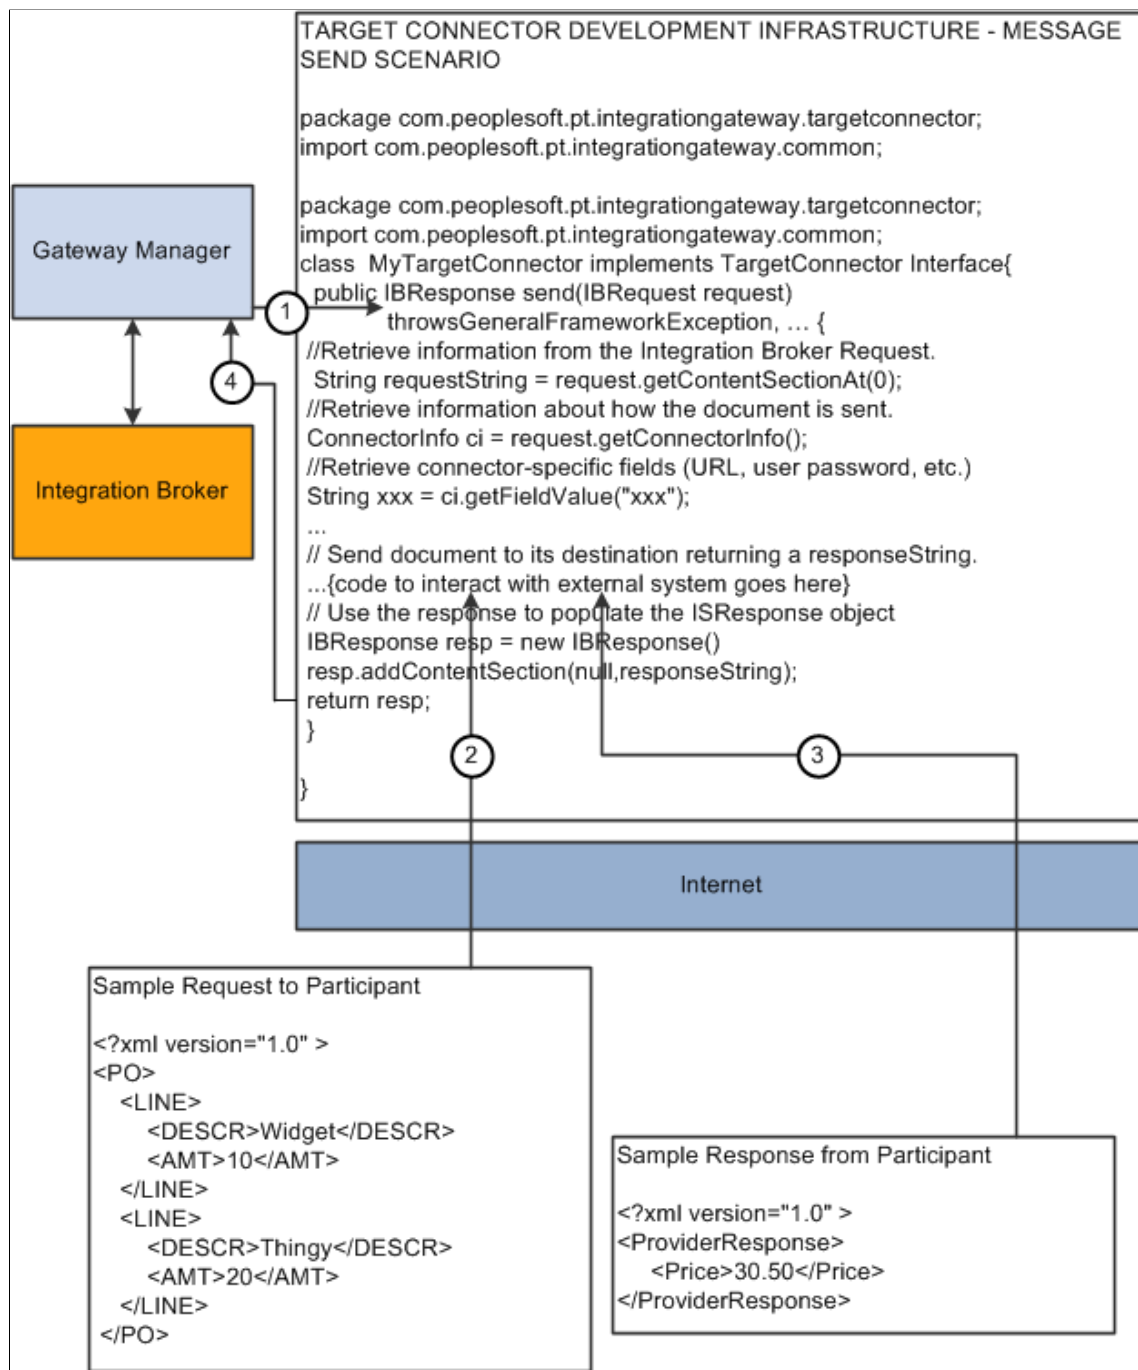 TARGET CONNECTOR DEVELOPMENT INFRASTRUCTURE - MESSAGE
SEND SCENARIO
package com.peoplesoft.pt.integrationgateway.targetconnector;
import com.peoplesoft.pt.integrationgateway.common;
package com.peoplesoft.pt.integrationgateway.targetconnector;
import com.peoplesoft.pt.integrationgateway.common;
class MyTargetConnector implements TargetConnector Interface{
public IBResponse send(IBRequest request)
throwsGeneralFrameworkException, ... {
//Retrieve information from the Integration Broker Request.
String requestString = request.getContentSectionAt(0);
//Retrieve information about how the document is sent.
ConnectorInfo ci = request.getConnectorInfo();
//Retrieve connector-specific fields (URL, user password, etc.)
String xxx = ci.getFieldValue("xxx");
...
// Send document to its destination returning a responseString.
...{code to interact with external system goes here}
// Use the response to populate the ISResponse object
IBResponse resp = new IBResponse()
resp.addContentSection(null,responseString);
return resp;
}
}
Gateway Manager
1
4
Integration Broker
2
3
Internet
Sample Request to Participant
<?xml version="1.0" >
<PO>
<LINE>
<DESCR>Widget</DESCR>
<AMT>10</AMT>
</LINE>
<LINE>
<DESCR>Thingy</DESCR>
<AMT>20</AMT>
</LINE>
</PO>
Sample Response from Participant
<?xml version="1.0" >
<ProviderResponse>
<Price>30.50</Price>
</ProviderResponse>